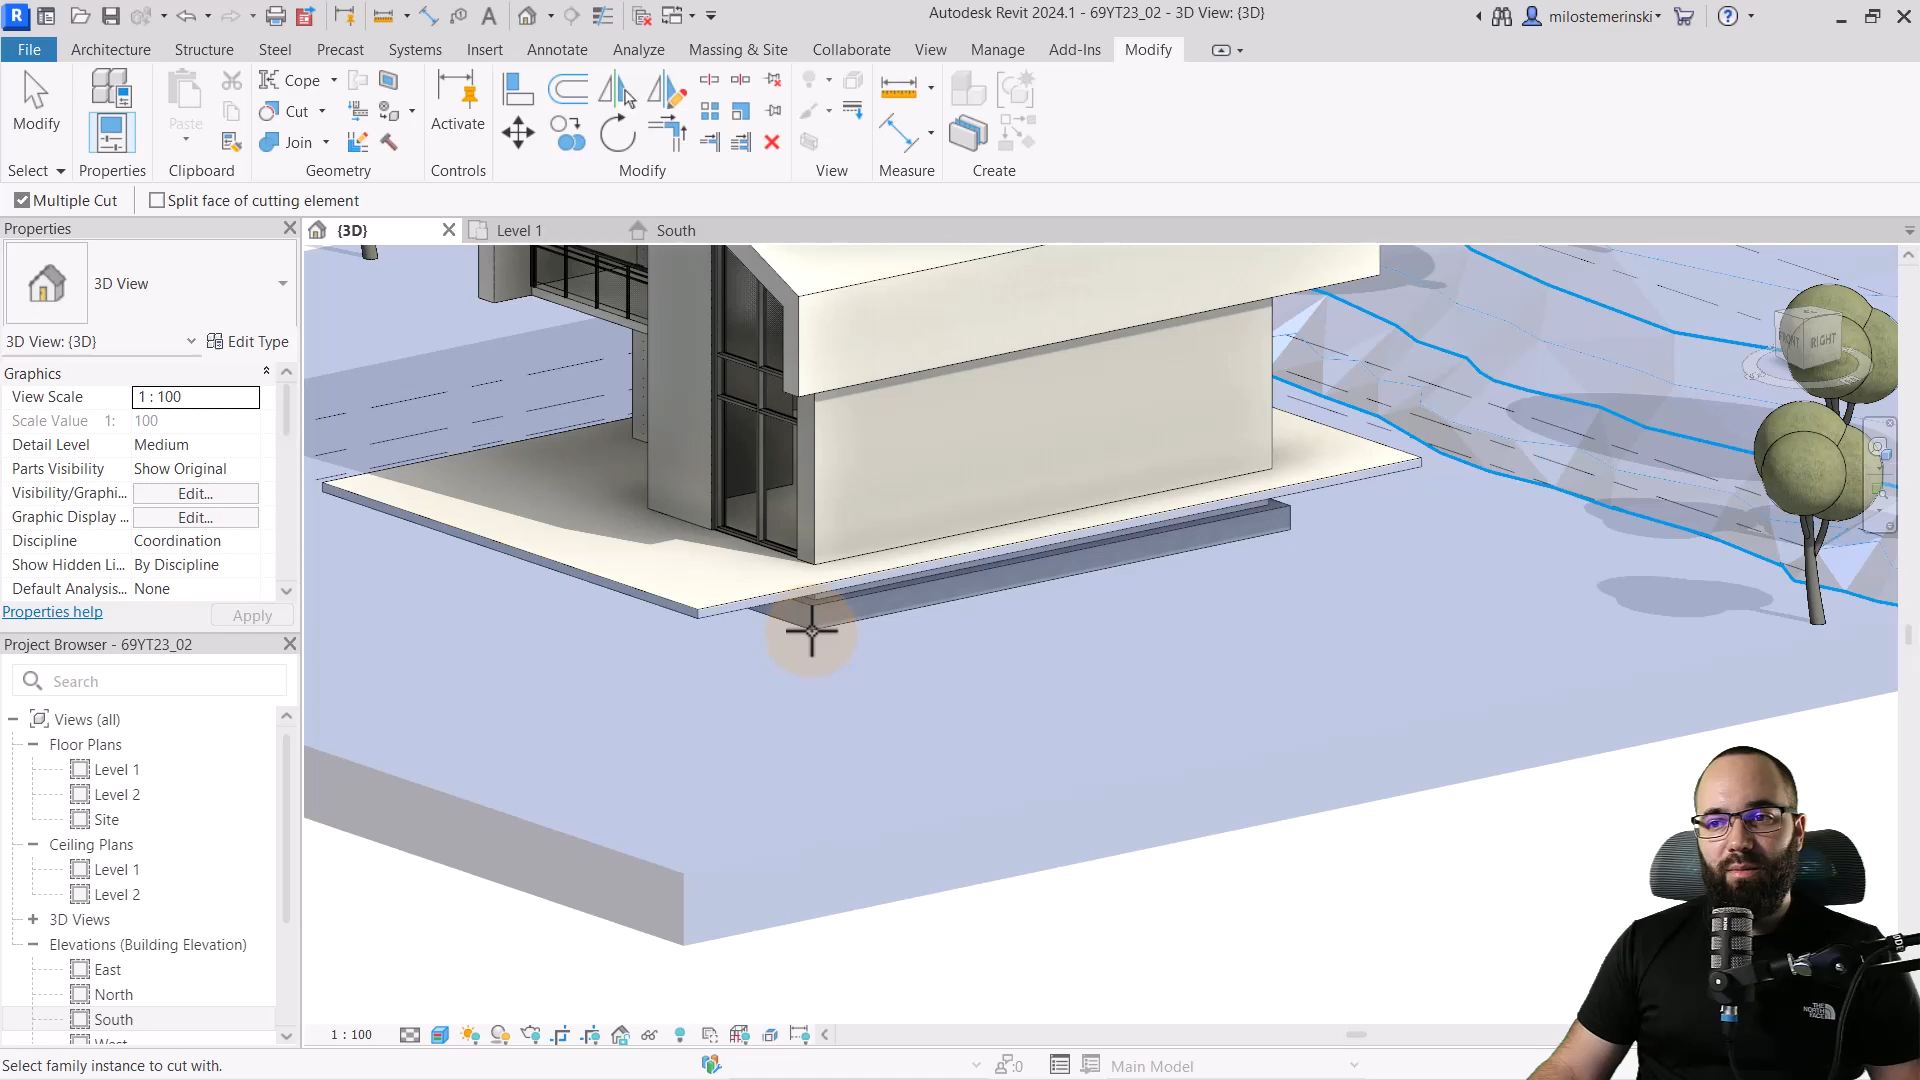 Autodesk Revit 2024.1 - 69YT23_02 - 3D View: {3D}
milostemerinski
File
Architecture
Structure
Steel
Precast
Systems
Insert
Annotate
Analyze
Massing & Site
Collaborate
View
Manage
Add-Ins
Modify
Modify
Paste
Cope
Cut
Join
Activate
Select
Properties
Clipboard
Geometry
Controls
Modify
View
Measure
Create
Multiple Cut
Split face of cutting element
Properties
{3D}
Level 1
South
3D View
3D View: {3D}
Edit Type
Graphics
View Scale
1 : 100
Scale Value 1:
100
Detail Level
Medium
Parts Visibility
Show Original
Visibility/Graphi...
Edit...
Graphic Display ...
Edit...
Discipline
Coordination
Show Hidden Li...
By Discipline
Default Analysis...
None
Properties help
Apply
Project Browser - 69YT23_02
Search
Views (all)
Floor Plans
Level 1
Level 2
Site
Ceiling Plans
Level 1
Level 2
3D Views
Elevations (Building Elevation)
East
North
South
FRONT
RIGHT
1 : 100
Select family instance to cut with.
:0
Main Model
THE
NORTH
FACE